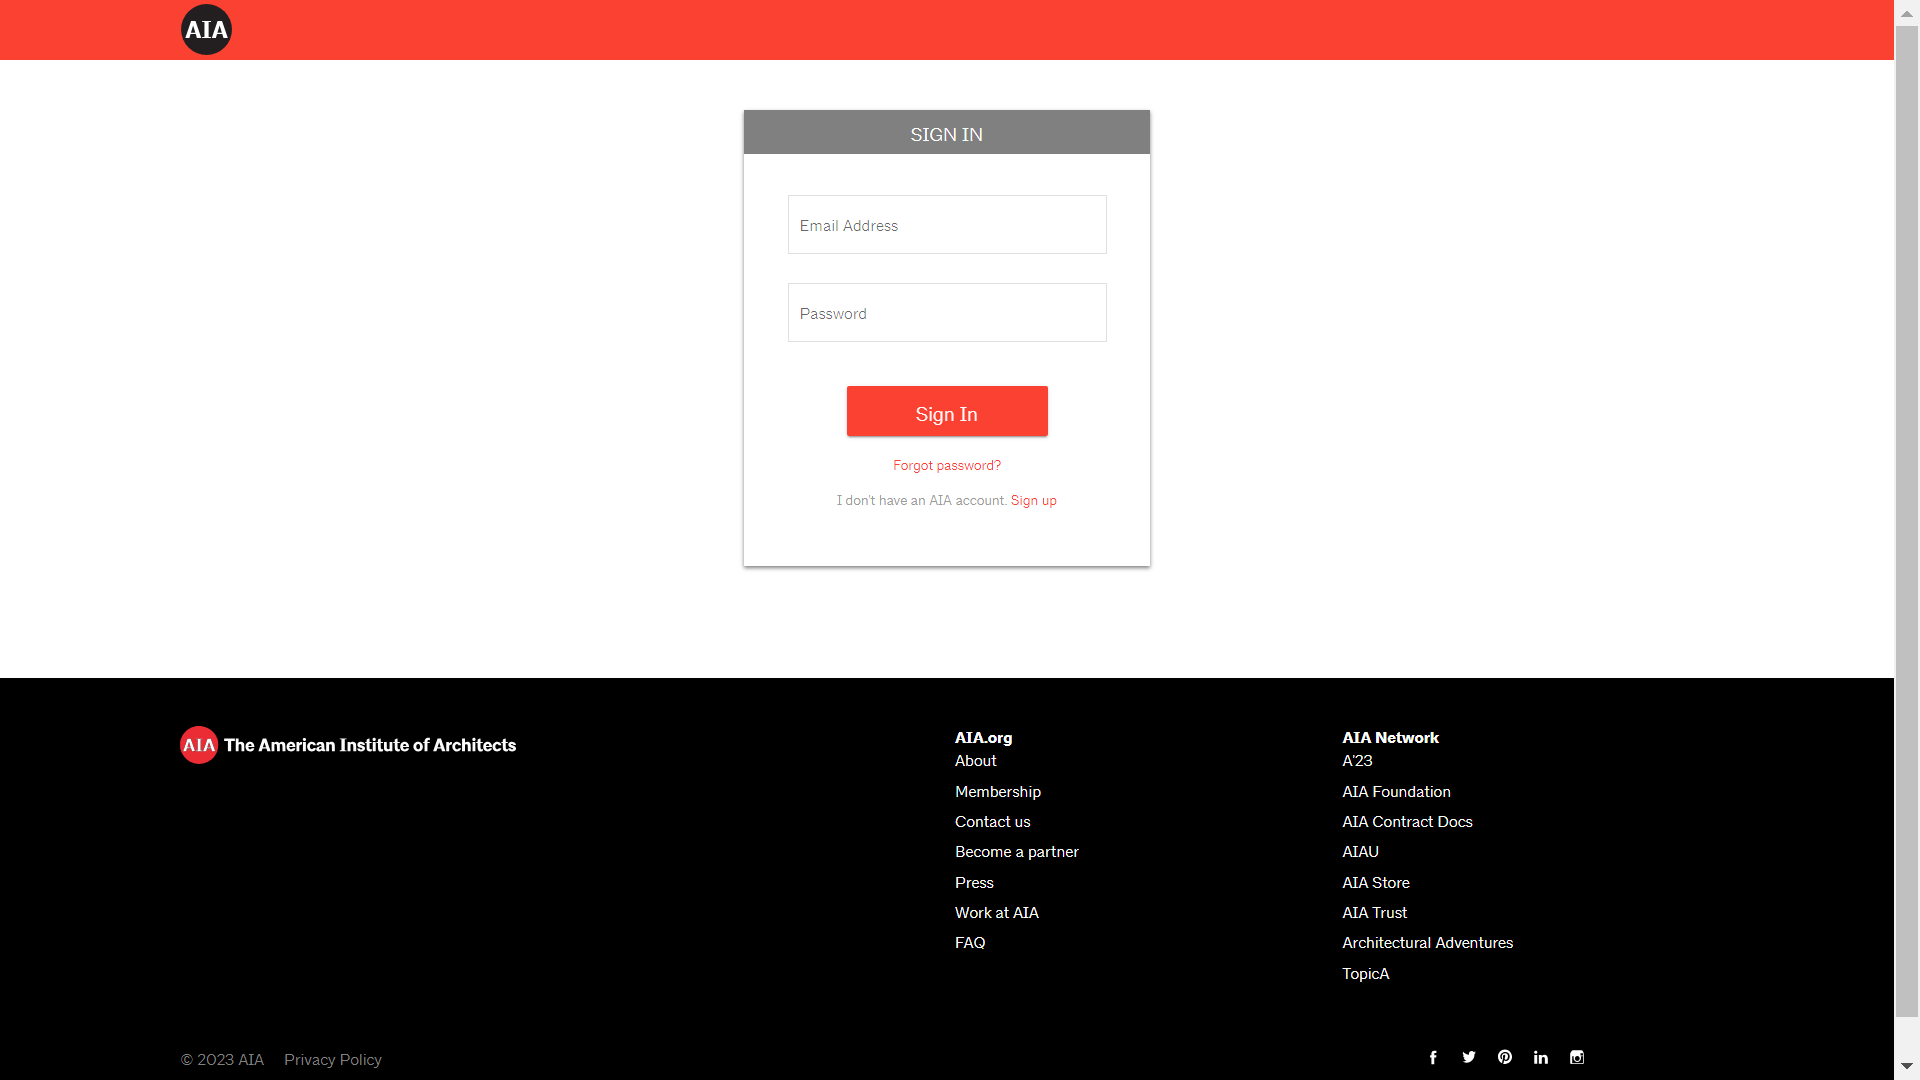 AIA
SIGN IN
Email Address
Password
Sign In
Forgot password?
I don't have an AIA account. Sign up
AIA The American Institute of Architects
AIA.org
About
Membership
Contact us
Become a partner
Press
Work at AIA
FAQ
AIA Network
A'23
AIA Foundation
AIA Contract Docs
AIAU
AIA Store
AIA Trust
Architectural Adventures
TopicA
© 2023 AIA Privacy Policy